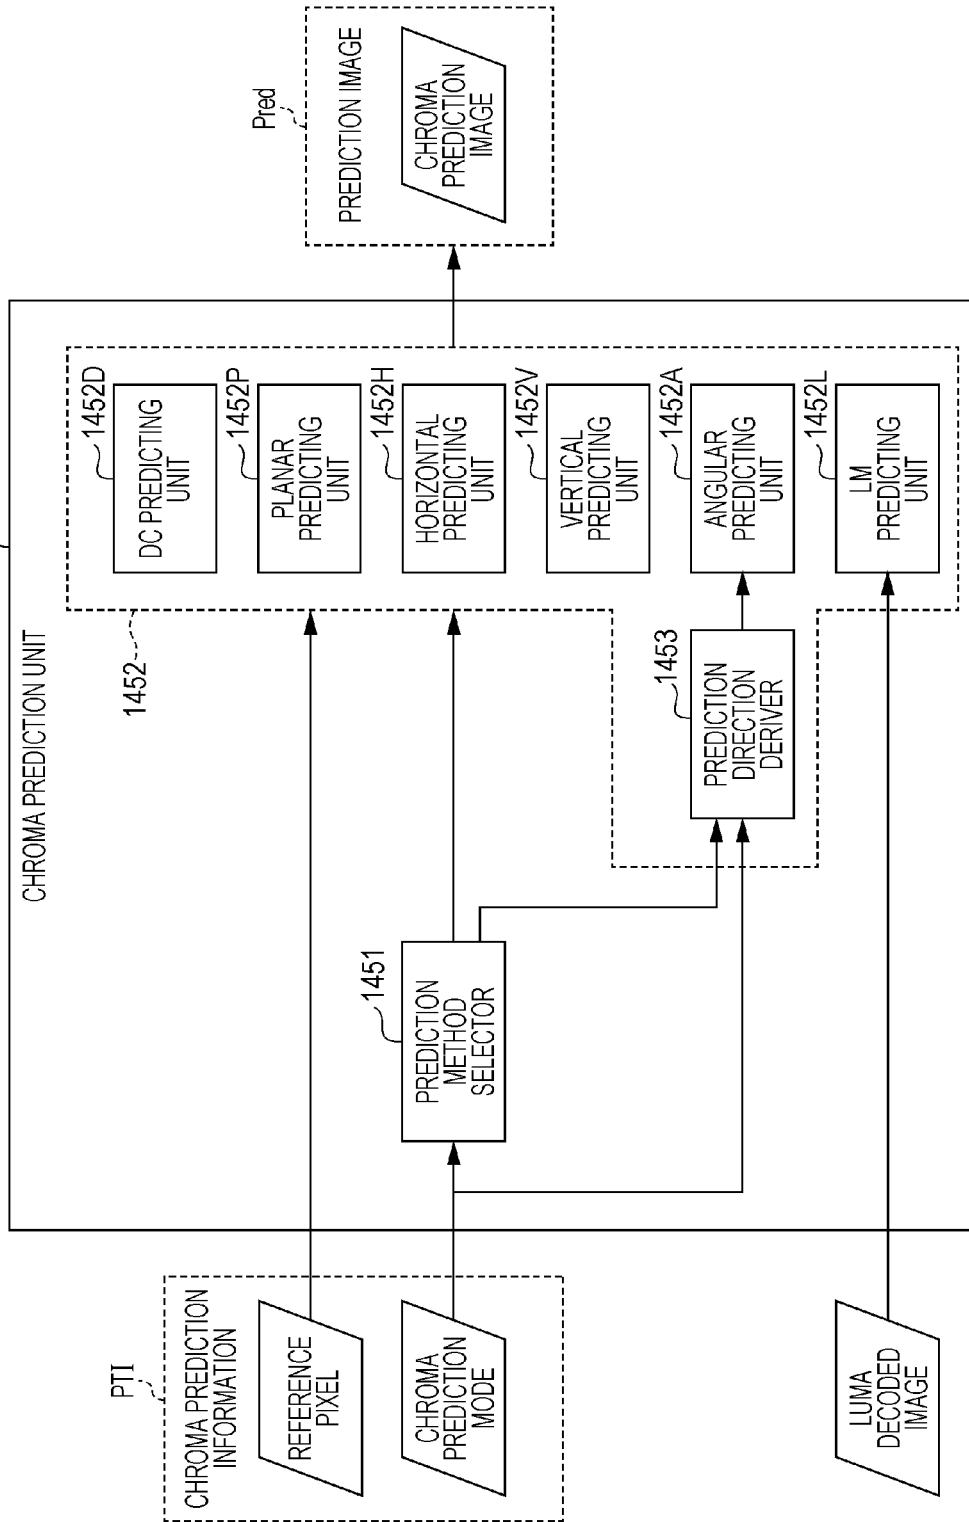 CHROMA PREDICTION UNIT
PTI
CHROMA PREDICTION
INFORMATION
REFERENCE
PIXEL
CHROMA
PREDICTION
MODE
LUMA
DECODED
IMAGE
1451
PREDICTION
METHOD
SELECTOR
1453
PREDICTION
DIRECTION
DERIVER
1452
1452D
DC PREDICTING
UNIT
1452P
PLANAR
PREDICTING
UNIT
1452H
HORIZONTAL
PREDICTING
UNIT
1452V
VERTICAL
PREDICTING
UNIT
1452A
ANGULAR
PREDICTING
UNIT
1452L
LM
PREDICTING
UNIT
Pred
PREDICTION IMAGE
CHROMA
PREDICTION
IMAGE